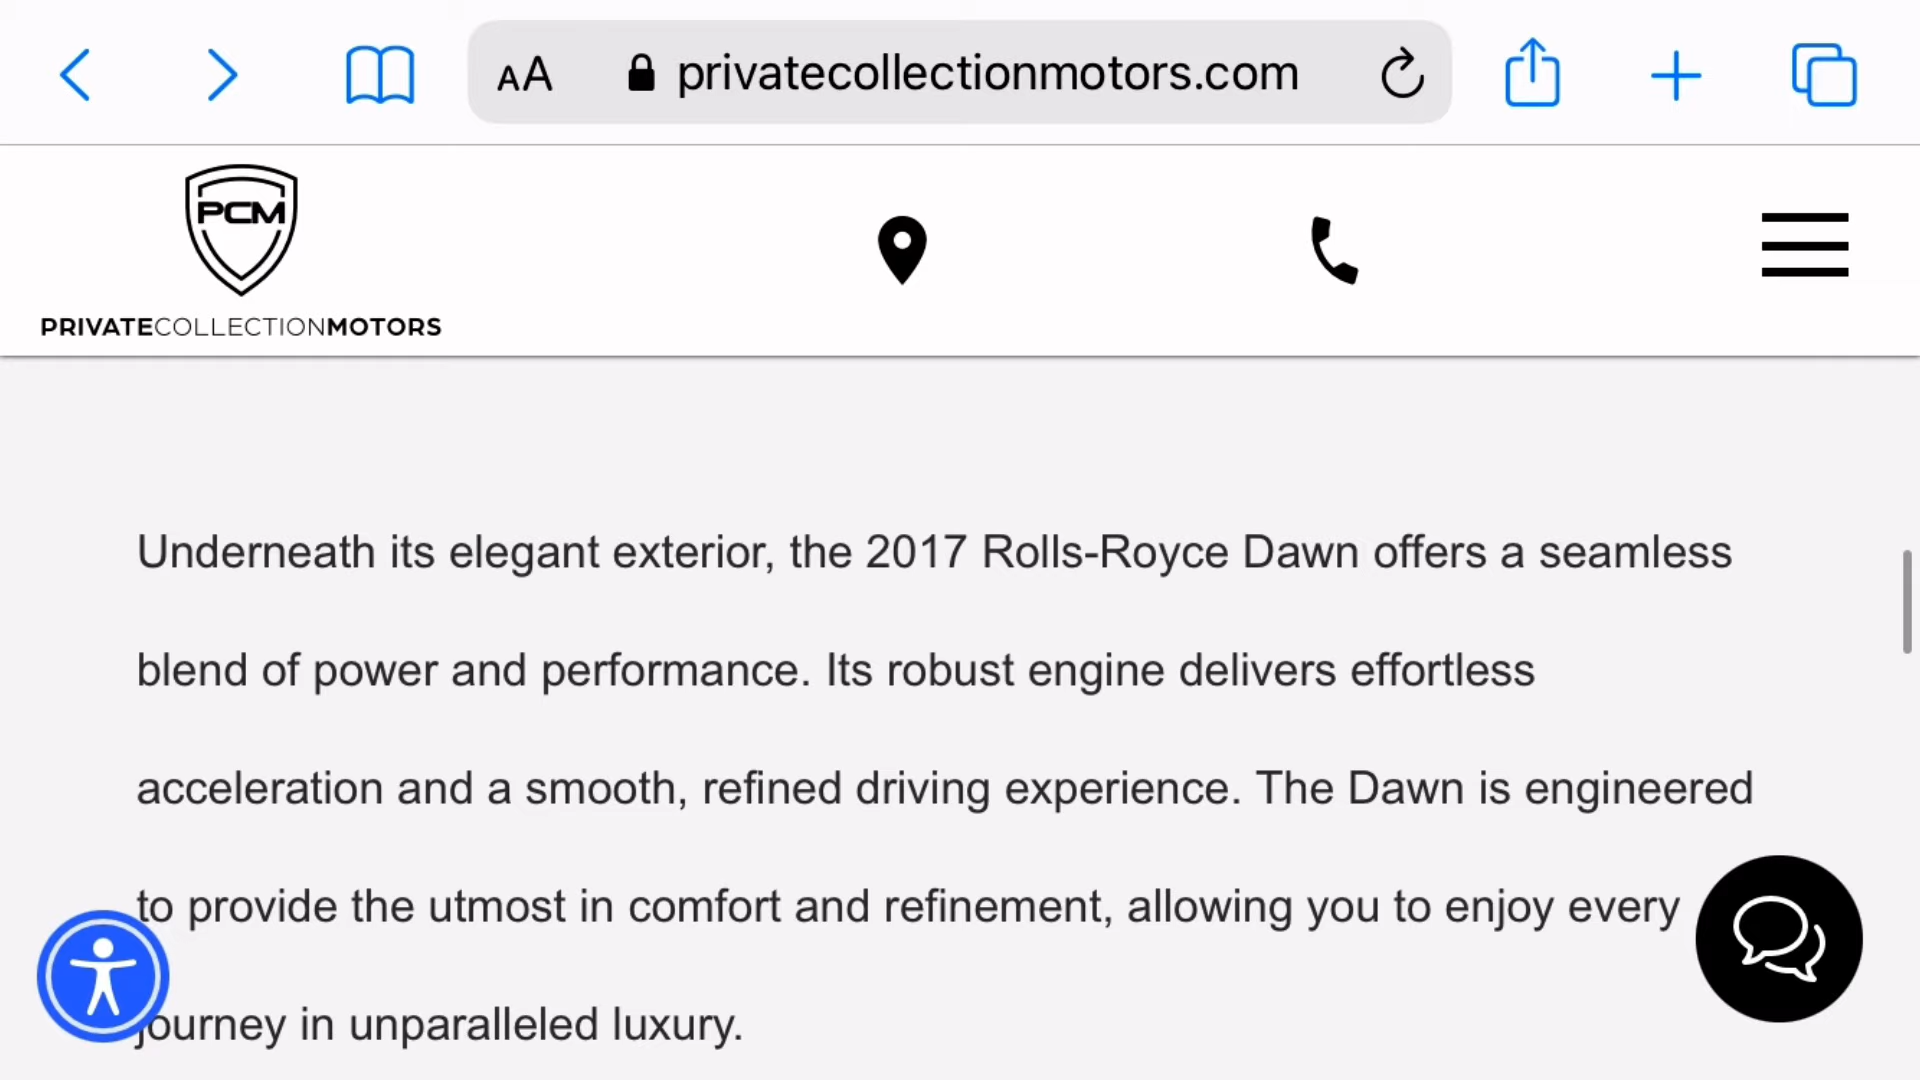 AA privatecollectionmotors.com
PCM
PRIVATECOLLECTIONMOTORS
Underneath its elegant exterior, the 2017 Rolls-Royce Dawn offers a seamless
blend of power and performance. Its robust engine delivers effortless
acceleration and a smooth, refined driving experience. The Dawn is engineered
to provide the utmost in comfort and refinement, allowing you to enjoy every
journey in unparalleled luxury.